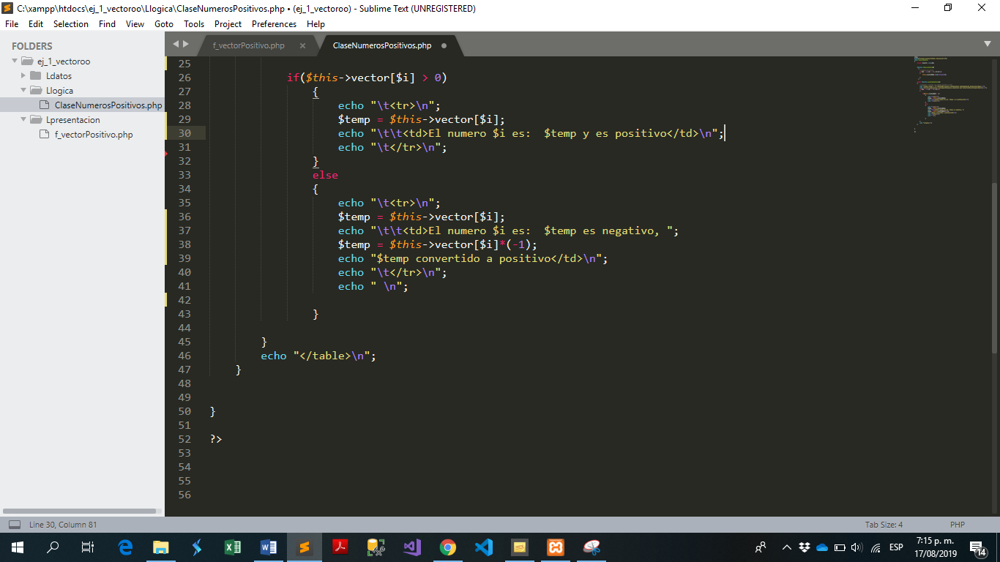 C:\xampp\htdocs\ej_1_vectoroo\Llogica\ClaseNumerosPositivos.php • (ej_1_vectoroo) - Sublime Text (UNREGISTERED)
File Edit Selection Find View Goto Tools Project Preferences Help
FOLDERS
ej_1_vectoroo
Ldatos
Llogica
ClaseNumerosPositivos.php
Lpresentacion
f_vectorPositivo.php
f_vectorPositivo.php × ClaseNumerosPositivos.php
25
26 if($this->vector[$i] > 0)
27 {
28 echo "\t<tr>\n";
29 $temp = $this->vector[$i];
30 echo "\t\t<td>El numero $i es:  $temp y es positivo</td>\n";
31 echo "\t</tr>\n";
32 }
33 else
34 {
35 echo "\t<tr>\n";
36 $temp = $this->vector[$i];
37 echo "\t\t<td>El numero $i es:  $temp es negativo, ";
38 $temp = $this->vector[$i]*(-1);
39 echo "$temp convertido a positivo</td>\n";
40 echo "\t</tr>\n";
41 echo " \n";
42
43 }
44
45 }
46 echo "</table>\n";
47 }
48
49
50 }
51
52 ?>
53
54
55
56
Line 30, Column 81 Tab Size: 4 PHP
ESP
7:15 p. m.
17/08/2019
14